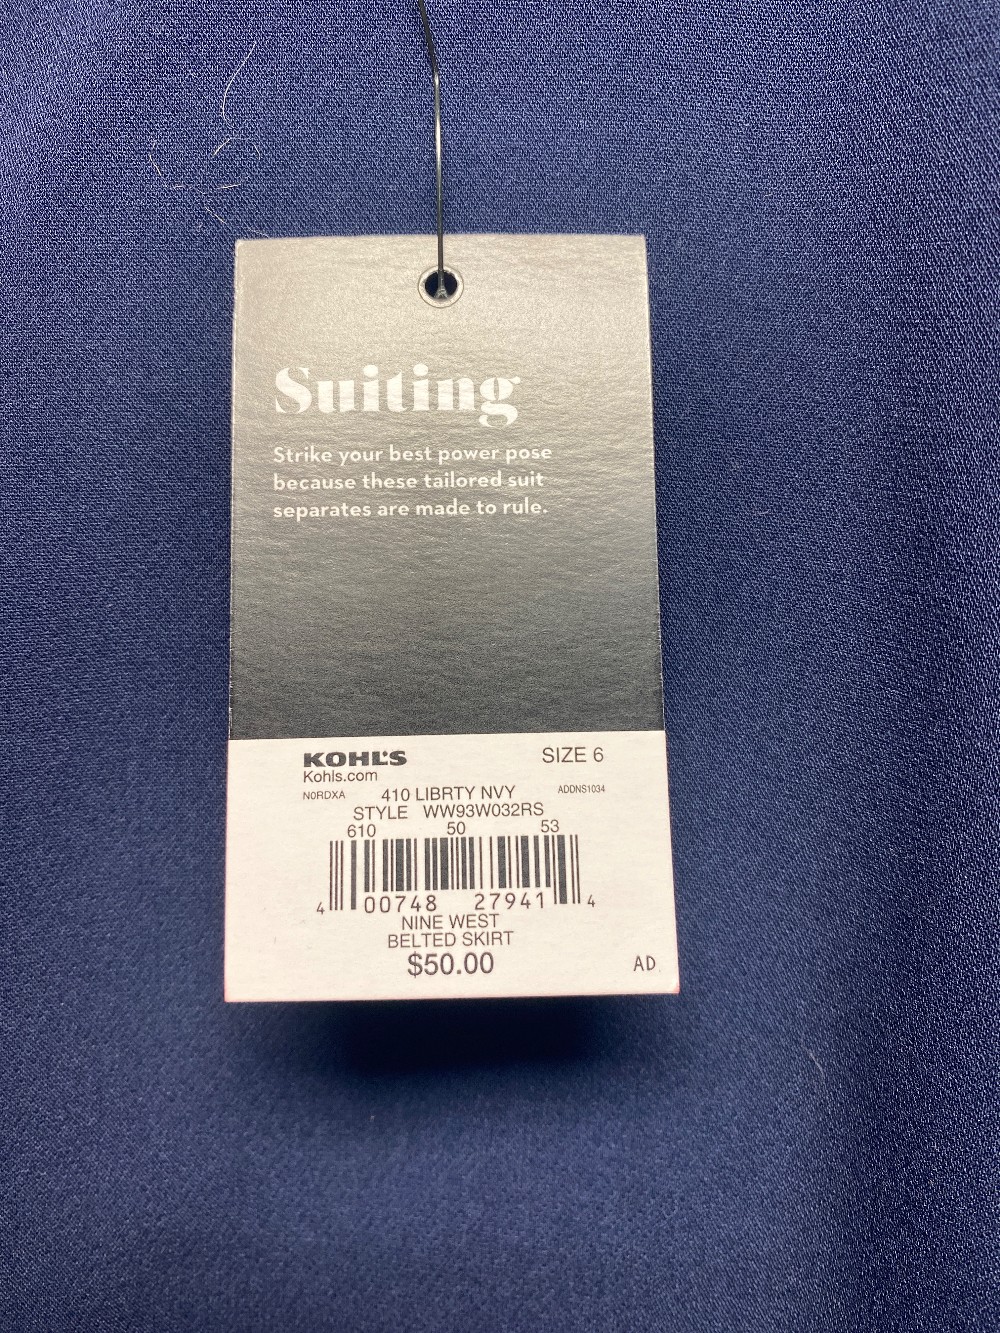 Suiting
Strike your best power pose
because these tailored suit
separates are made to rule.
KOHL'S SIZE 6
Kohls.com
N0RDXA 410 LIBRTY NVY ADDNS1034
STYLE WW93W032RS
610 50 53
4 00748 27941 4
NINE WEST
BELTED SKIRT
$50.00 AD